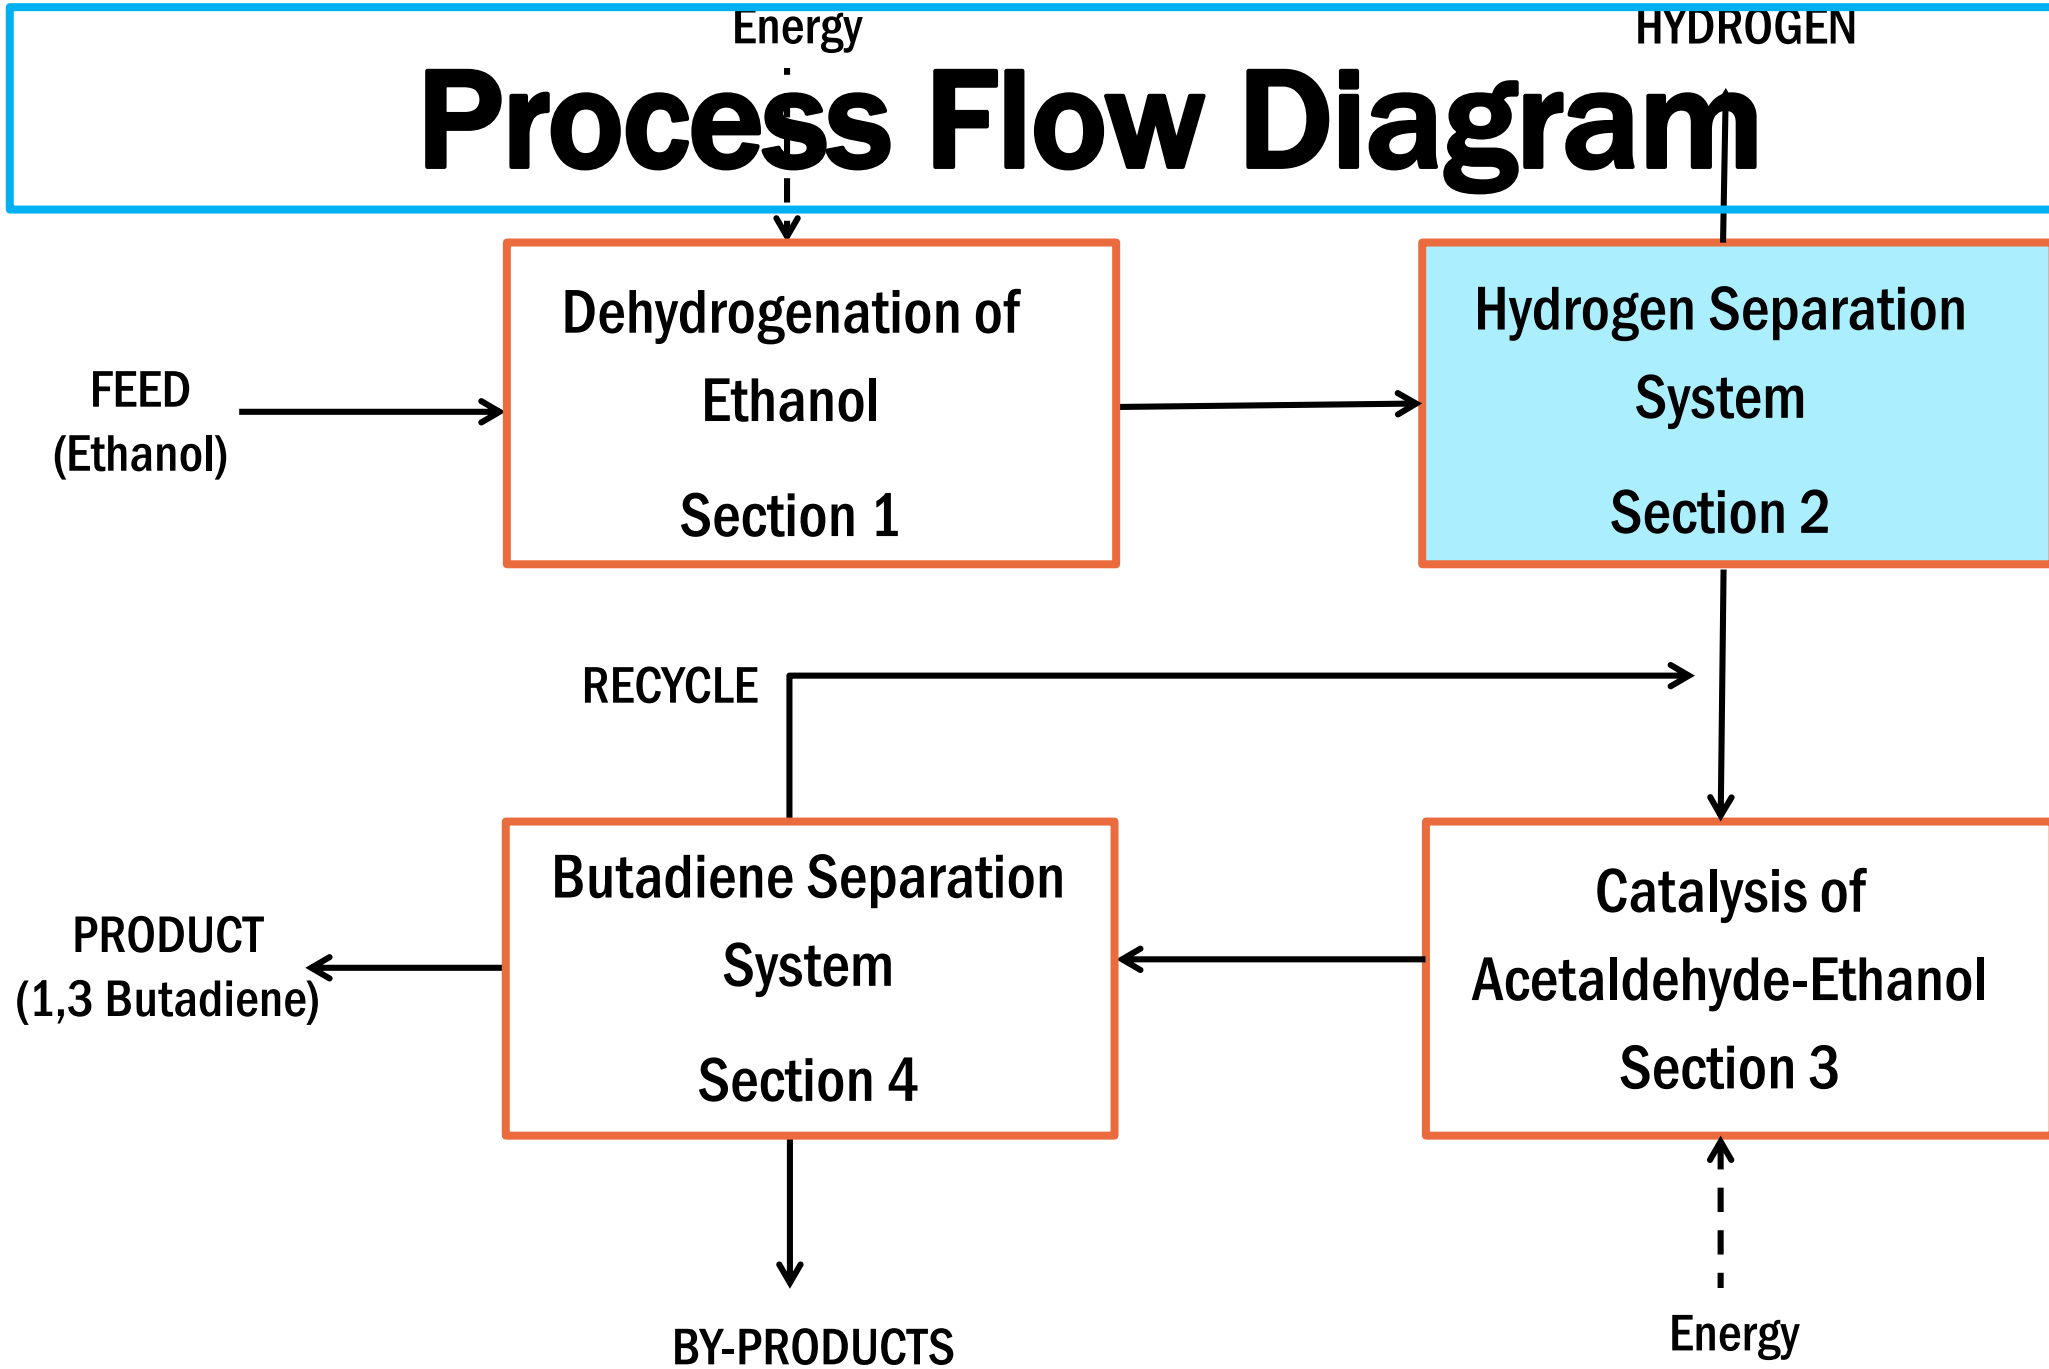 Energy
HYDROGEN
Process Flow Diagram
Dehydrogenation of
Ethanol
Section 1
Hydrogen Separation
System
Section 2
FEED
(Ethanol)
RECYCLE
Butadiene Separation
System
Section 4
Catalysis of
Acetaldehyde-Ethanol
Section 3
PRODUCT
(1,3 Butadiene)
BY-PRODUCTS
Energy